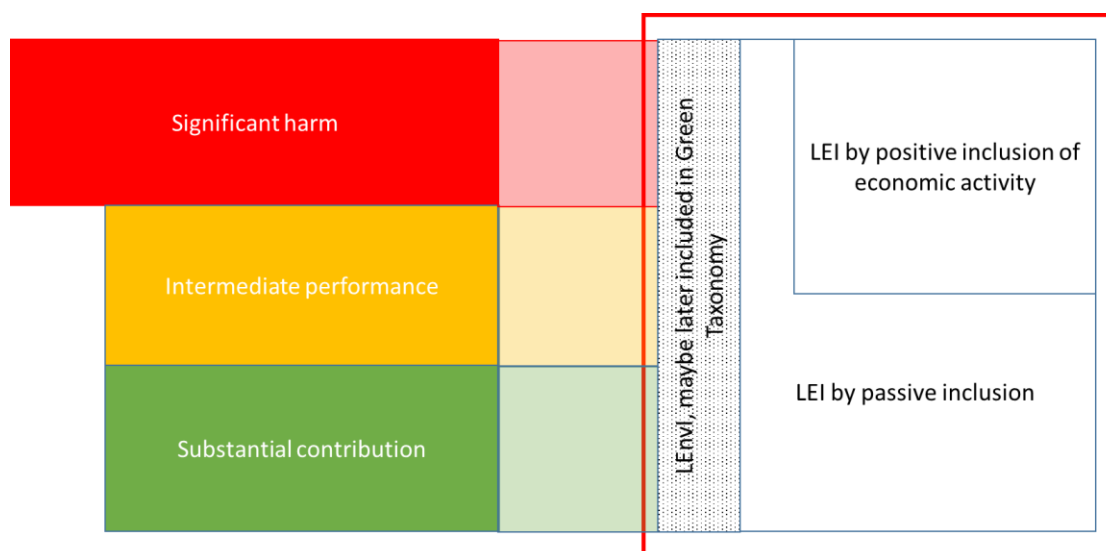 Significant harm
Intermediate performance
Substantial contribution
LEnvI, maybe later included in Green
Taxonomy
LEI by positive inclusion of
economic activity
LEI by passive inclusion